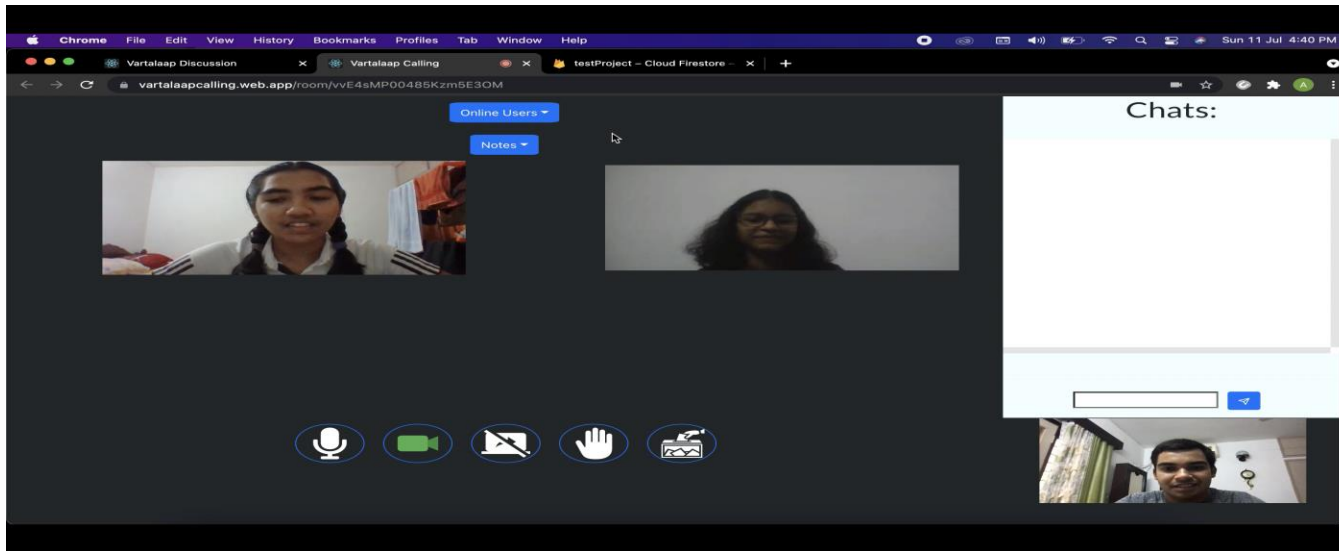 Chrome File Edit View History Bookmarks Profiles Tab Window Help Sun 11 Jul 4:40 PM
Vartalaap Discussion Vartalaap Calling testProject – Cloud Firestore –
vartalaapcalling.web.app/room/vvE4sMP00485Kzm5E3OM A
Online Users
Chats:
Notes